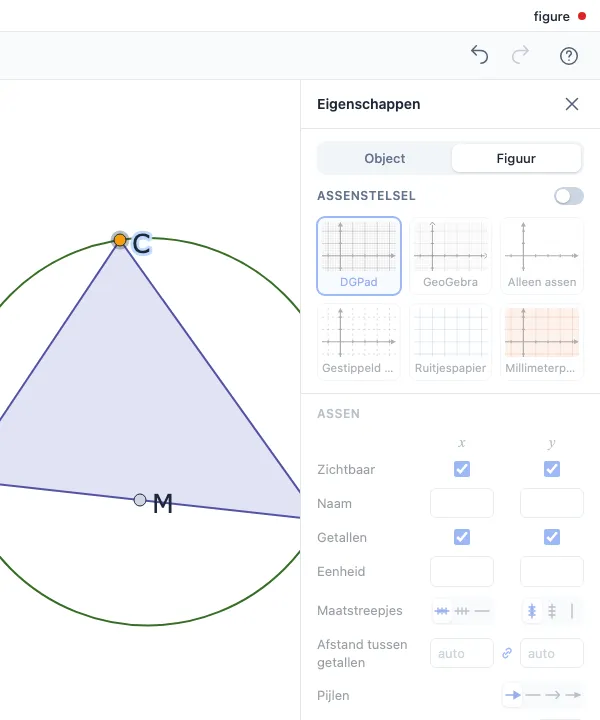 figure
Eigenschappen
Object
Figuur
ASSENSTELSEL
DGPad
GeoGebra
Alleen assen
Gestippeld ...
Ruitjespapier
Millimeterp...
ASSEN
x y
Zichtbaar
Naam
Getallen
Eenheid
Maatstreepjes
Afstand tussen
getallen
auto
auto
Pijlen
C
M